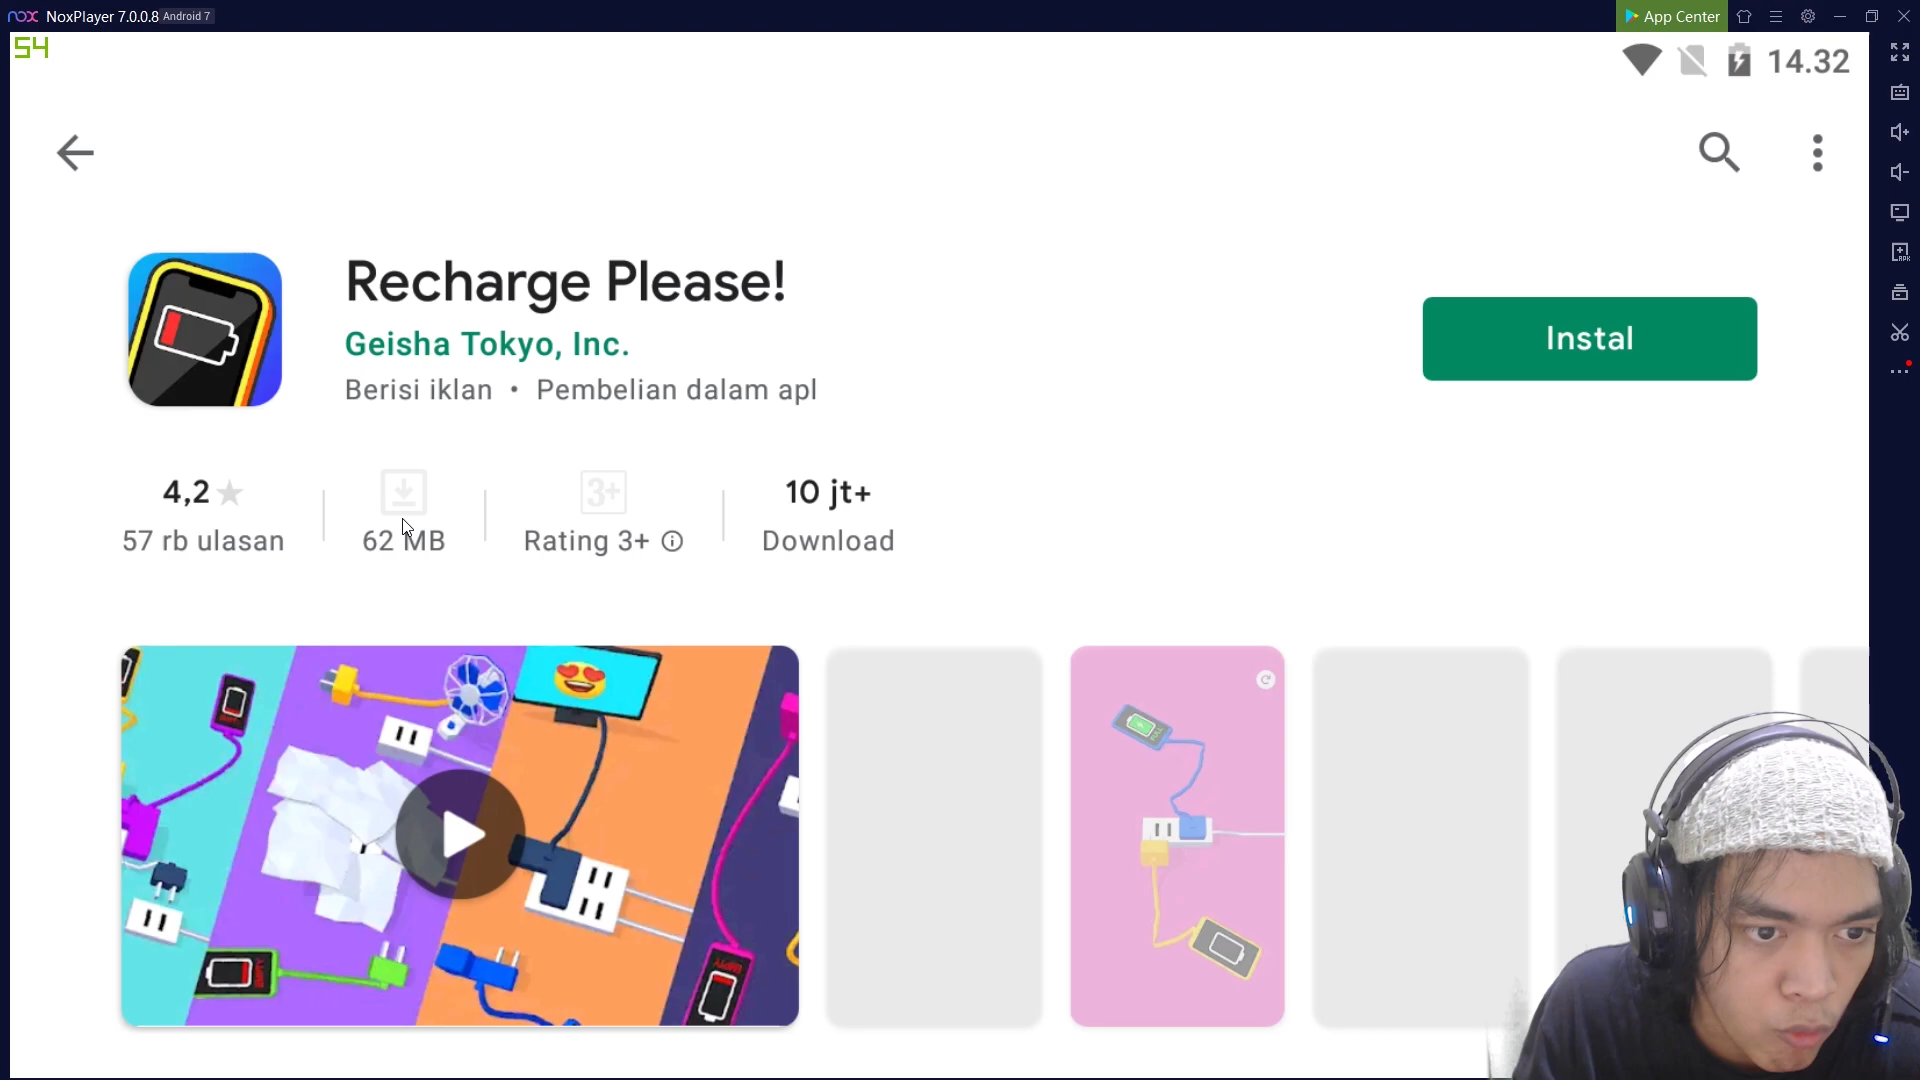 nox NoxPlayer 7.0.0.8 Android 7
App Center
54
14.32
Recharge Please!
Geisha Tokyo, Inc.
Berisi iklan • Pembelian dalam apl
Instal
4,2★
57 rb ulasan
62 MB
3+
Rating 3+
10 jt+
Download